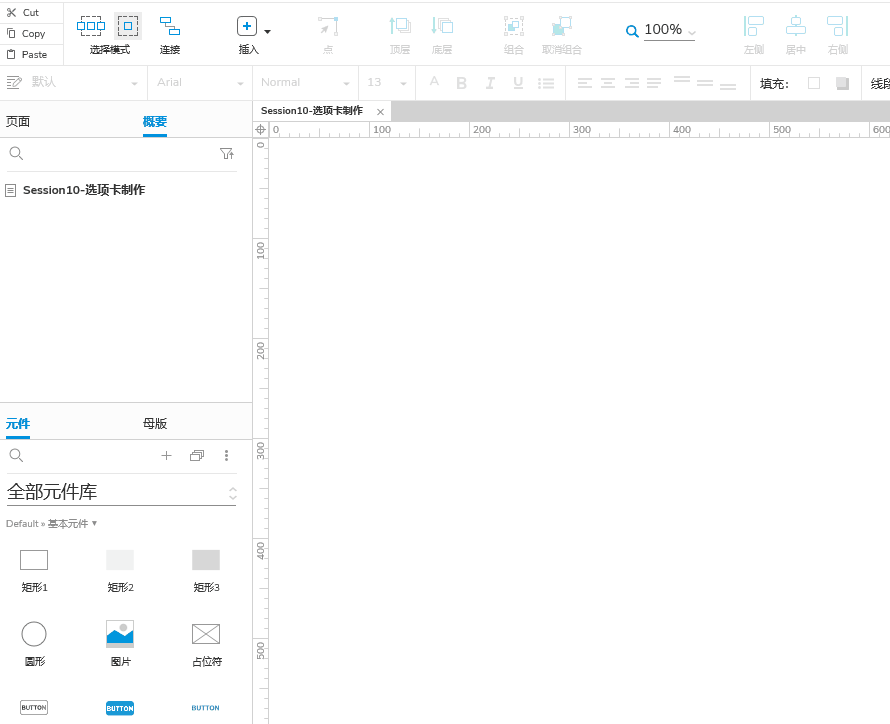 Cut
Copy
Paste
选择模式
连接
插入
点
顶层
底层
组合
取消组合
100%
左侧
居中
右侧
默认
Arial
Normal
13
A B I U
填充:
线段
页面
概要
Session10-选项卡制作
Session10-选项卡制作
0 100 200 300 400 500 600
0
100
200
300
400
500
元件
母版
全部元件库
Default » 基本元件 ▾
矩形1
矩形2
矩形3
圆形
图片
占位符
BUTTON
BUTTON
BUTTON